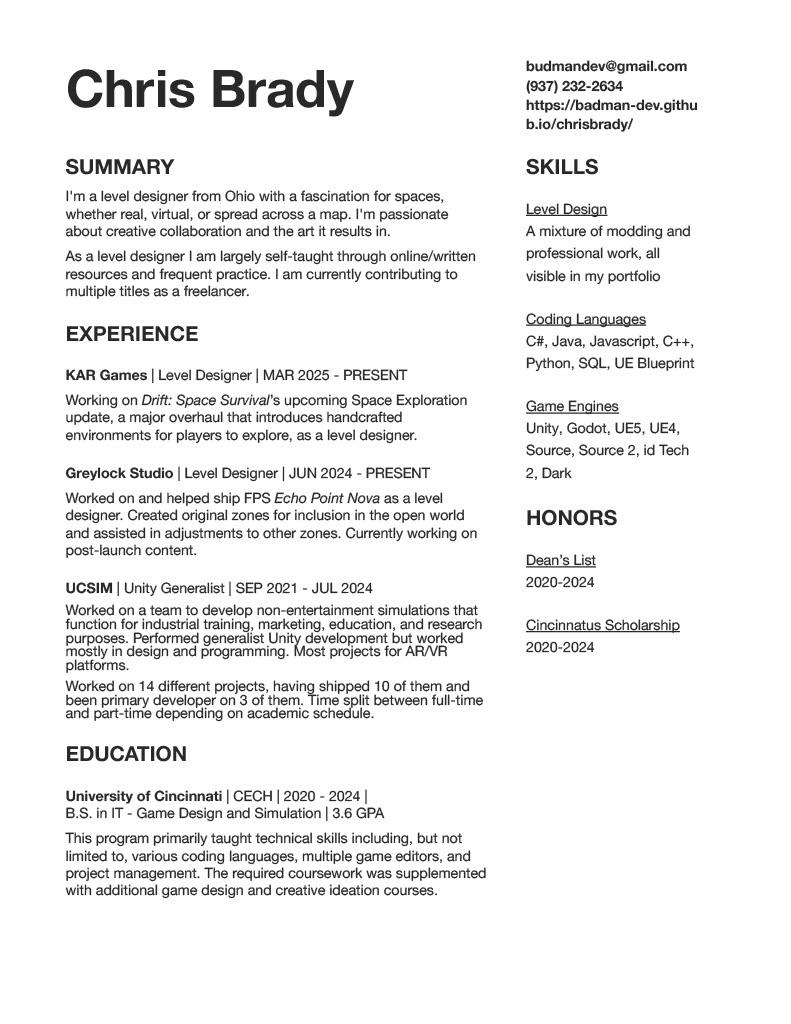 Chris Brady
budmandev@gmail.com
(937) 232-2634
https://badman-dev.githu
b.io/chrisbrady/
SUMMARY
I'm a level designer from Ohio with a fascination for spaces,
whether real, virtual, or spread across a map. I'm passionate
about creative collaboration and the art it results in.
As a level designer I am largely self-taught through online/written
resources and frequent practice. I am currently contributing to
multiple titles as a freelancer.
EXPERIENCE
KAR Games | Level Designer | MAR 2025 - PRESENT
Working on Drift: Space Survival's upcoming Space Exploration
update, a major overhaul that introduces handcrafted
environments for players to explore, as a level designer.
Greylock Studio | Level Designer | JUN 2024 - PRESENT
Worked on and helped ship FPS Echo Point Nova as a level
designer. Created original zones for inclusion in the open world
and assisted in adjustments to other zones. Currently working on
post-launch content.
UCSIM | Unity Generalist | SEP 2021 - JUL 2024
Worked on a team to develop non-entertainment simulations that
function for industrial training, marketing, education, and research
purposes. Performed generalist Unity development but worked
mostly in design and programming. Most projects for AR/VR
platforms.
Worked on 14 different projects, having shipped 10 of them and
been primary developer on 3 of them. Time split between full-time
and part-time depending on academic schedule.
EDUCATION
University of Cincinnati | CECH | 2020 - 2024 |
B.S. in IT - Game Design and Simulation | 3.6 GPA
This program primarily taught technical skills including, but not
limited to, various coding languages, multiple game editors, and
project management. The required coursework was supplemented
with additional game design and creative ideation courses.
SKILLS
Level Design
A mixture of modding and
professional work, all
visible in my portfolio
Coding Languages
C#, Java, Javascript, C++,
Python, SQL, UE Blueprint
Game Engines
Unity, Godot, UE5, UE4,
Source, Source 2, id Tech
2, Dark
HONORS
Dean's List
2020-2024
Cincinnatus Scholarship
2020-2024